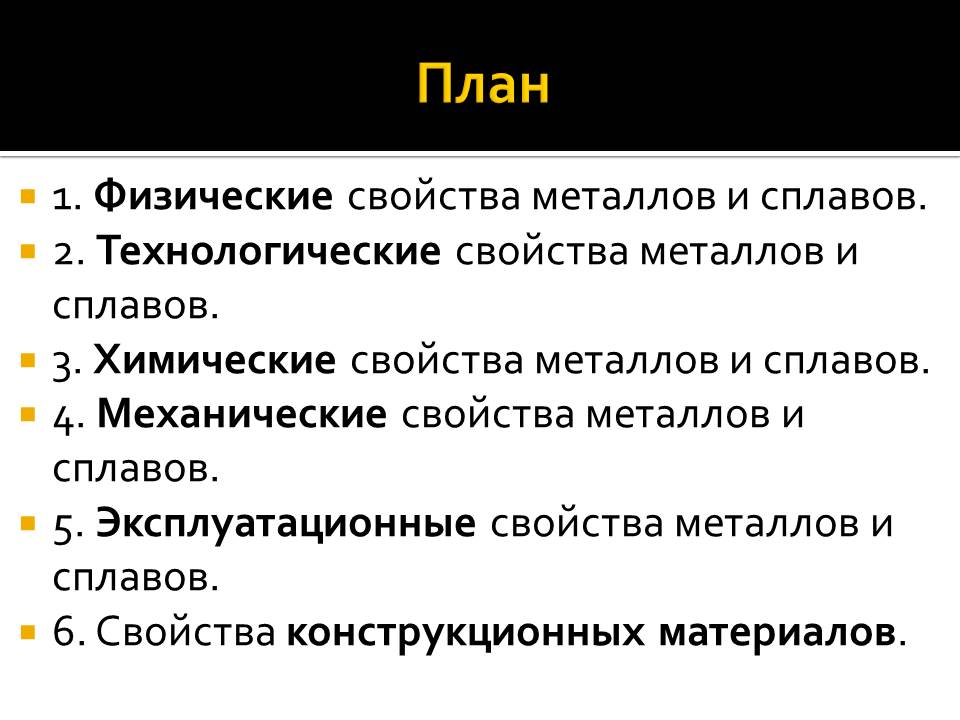 План
1. Физические свойства металлов и сплавов.
2. Технологические свойства металлов и
сплавов.
3. Химические свойства металлов и сплавов.
4. Механические свойства металлов и
сплавов.
5. Эксплуатационные свойства металлов и
сплавов.
6. Свойства конструкционных материалов.